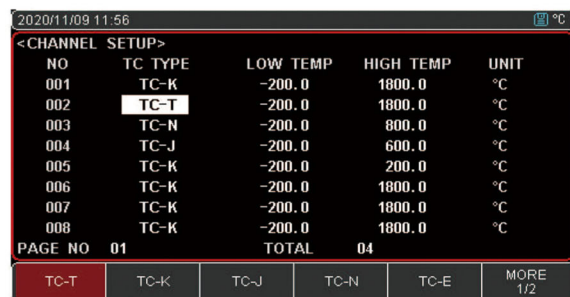 2020/11/09 11:56 °C
<CHANNEL SETUP>
NO TC TYPE LOW TEMP HIGH TEMP UNIT
001 TC-K -200.0 1800.0 °C
002 TC-T -200.0 1800.0 °C
003 TC-N -200.0 800.0 °C
004 TC-J -200.0 600.0 °C
005 TC-K -200.0 200.0 °C
006 TC-K -200.0 1800.0 °C
007 TC-K -200.0 1800.0 °C
008 TC-K -200.0 1800.0 °C
PAGE NO 01 TOTAL 04
TC-T TC-K TC-J TC-N TC-E MORE
1/2